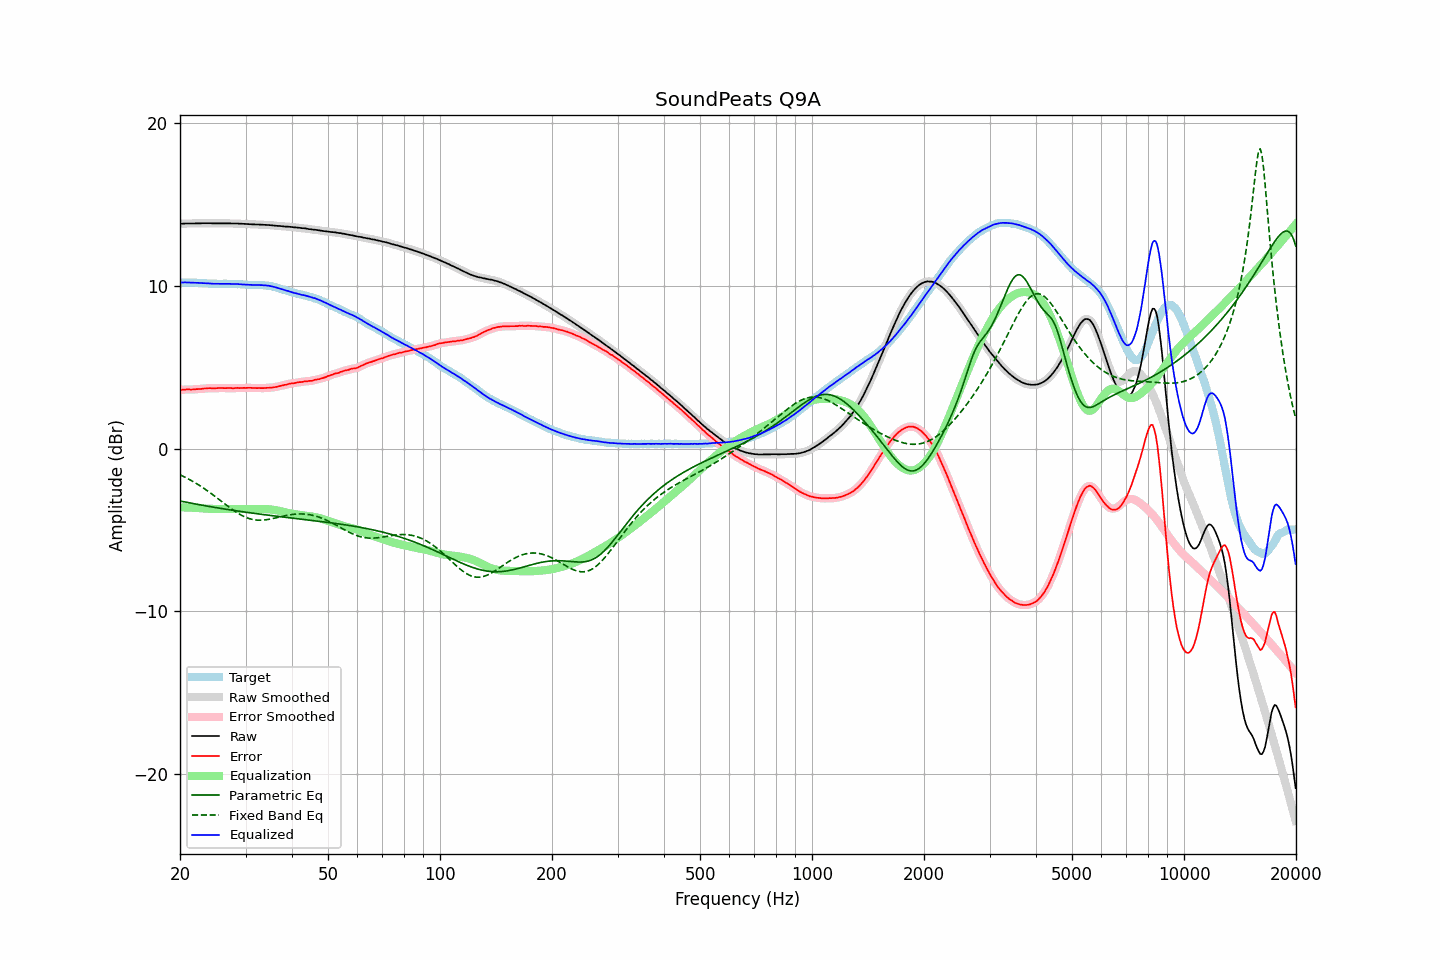 SoundPeats Q9A
Amplitude (dBr)
20
10
0
−10
−20
Target
Raw Smoothed
Error Smoothed
Raw
Error
Equalization
Parametric Eq
Fixed Band Eq
Equalized
20 50 100 200 500 1000 2000 5000 10000 20000
Frequency (Hz)